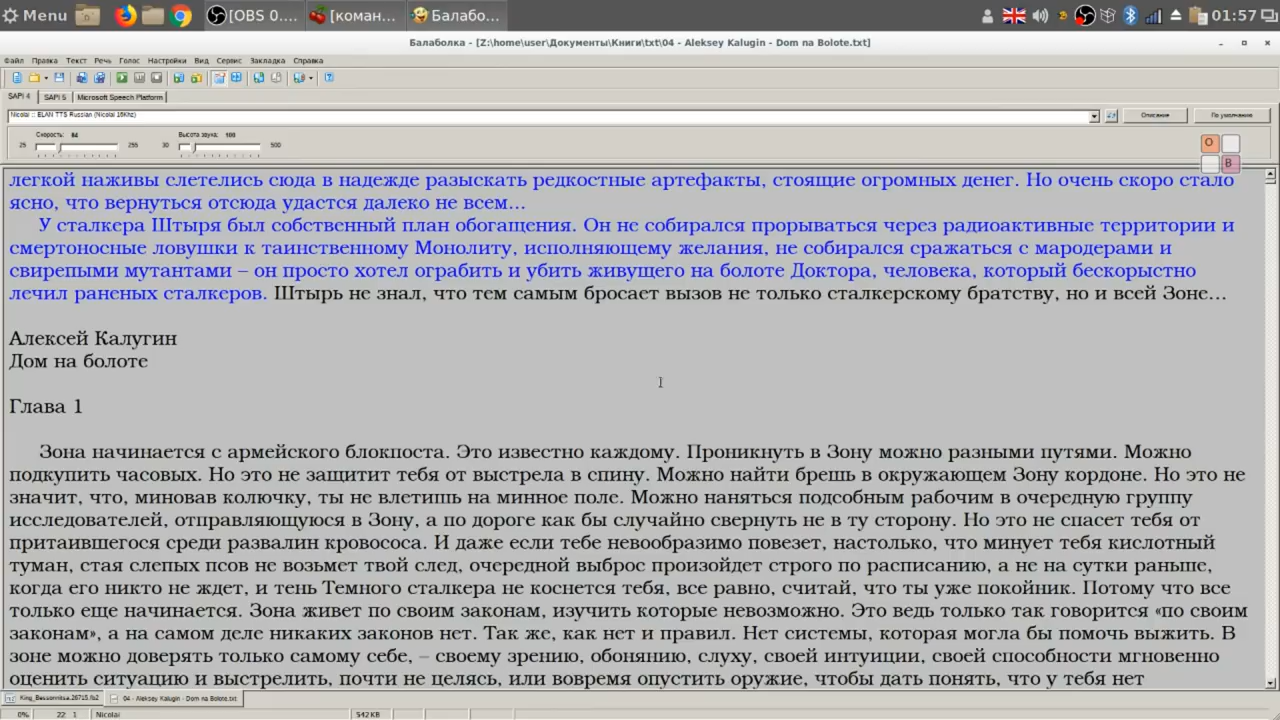 Menu [OBS 0.... [коман... Балабо... 01:57
Балаболка - [Z:\home\user\Документы\Книги\txt\04 - Aleksey Kalugin - Dom na Bolote.txt]
Файл Правка Текст Речь Голос Настройки Вид Сервис Закладка Справка
SAPI 4 SAPI 5 Microsoft Speech Platform
Nicolai :: ELAN TTS Russian (Nicolai 16Khz) Описание По умолчанию
Скорость: 84 Высота звука: 100
25 255 30 500
O
B
легкой наживы слетелись сюда в надежде разыскать редкостные артефакты, стоящие огромных денег. Но очень скоро стало
ясно, что вернуться отсюда удастся далеко не всем…
У сталкера Штыря был собственный план обогащения. Он не собирался прорываться через радиоактивные территории и
смертоносные ловушки к таинственному Монолиту, исполняющему желания, не собирался сражаться с мародерами и
свирепыми мутантами – он просто хотел ограбить и убить живущего на болоте Доктора, человека, который бескорыстно
лечил раненых сталкеров. Штырь не знал, что тем самым бросает вызов не только сталкерскому братству, но и всей Зоне…
Алексей Калугин
Дом на болоте
Глава 1
Зона начинается с армейского блокпоста. Это известно каждому. Проникнуть в Зону можно разными путями. Можно
подкупить часовых. Но это не защитит тебя от выстрела в спину. Можно найти брешь в окружающем Зону кордоне. Но это не
значит, что, миновав колючку, ты не влетишь на минное поле. Можно наняться подсобным рабочим в очередную группу
исследователей, отправляющуюся в Зону, а по дороге как бы случайно свернуть не в ту сторону. Но это не спасет тебя от
притаившегося среди развалин кровососа. И даже если тебе невообразимо повезет, настолько, что минует тебя кислотный
туман, стая слепых псов не возьмет твой след, очередной выброс произойдет строго по расписанию, а не на сутки раньше,
когда его никто не ждет, и тень Темного сталкера не коснется тебя, все равно, считай, что ты уже покойник. Потому что все
только еще начинается. Зона живет по своим законам, изучить которые невозможно. Это ведь только так говорится «по своим
законам», а на самом деле никаких законов нет. Так же, как нет и правил. Нет системы, которая могла бы помочь выжить. В
зоне можно доверять только самому себе, – своему зрению, обонянию, слуху, своей интуиции, своей способности мгновенно
оценить ситуацию и выстрелить, почти не целясь, или вовремя опустить оружие, чтобы дать понять, что у тебя нет
King_Bessonnitsa.26715.fb2 04 - Aleksey Kalugin - Dom na Bolote.txt
0% 22: 1 Nicolai 542 KB